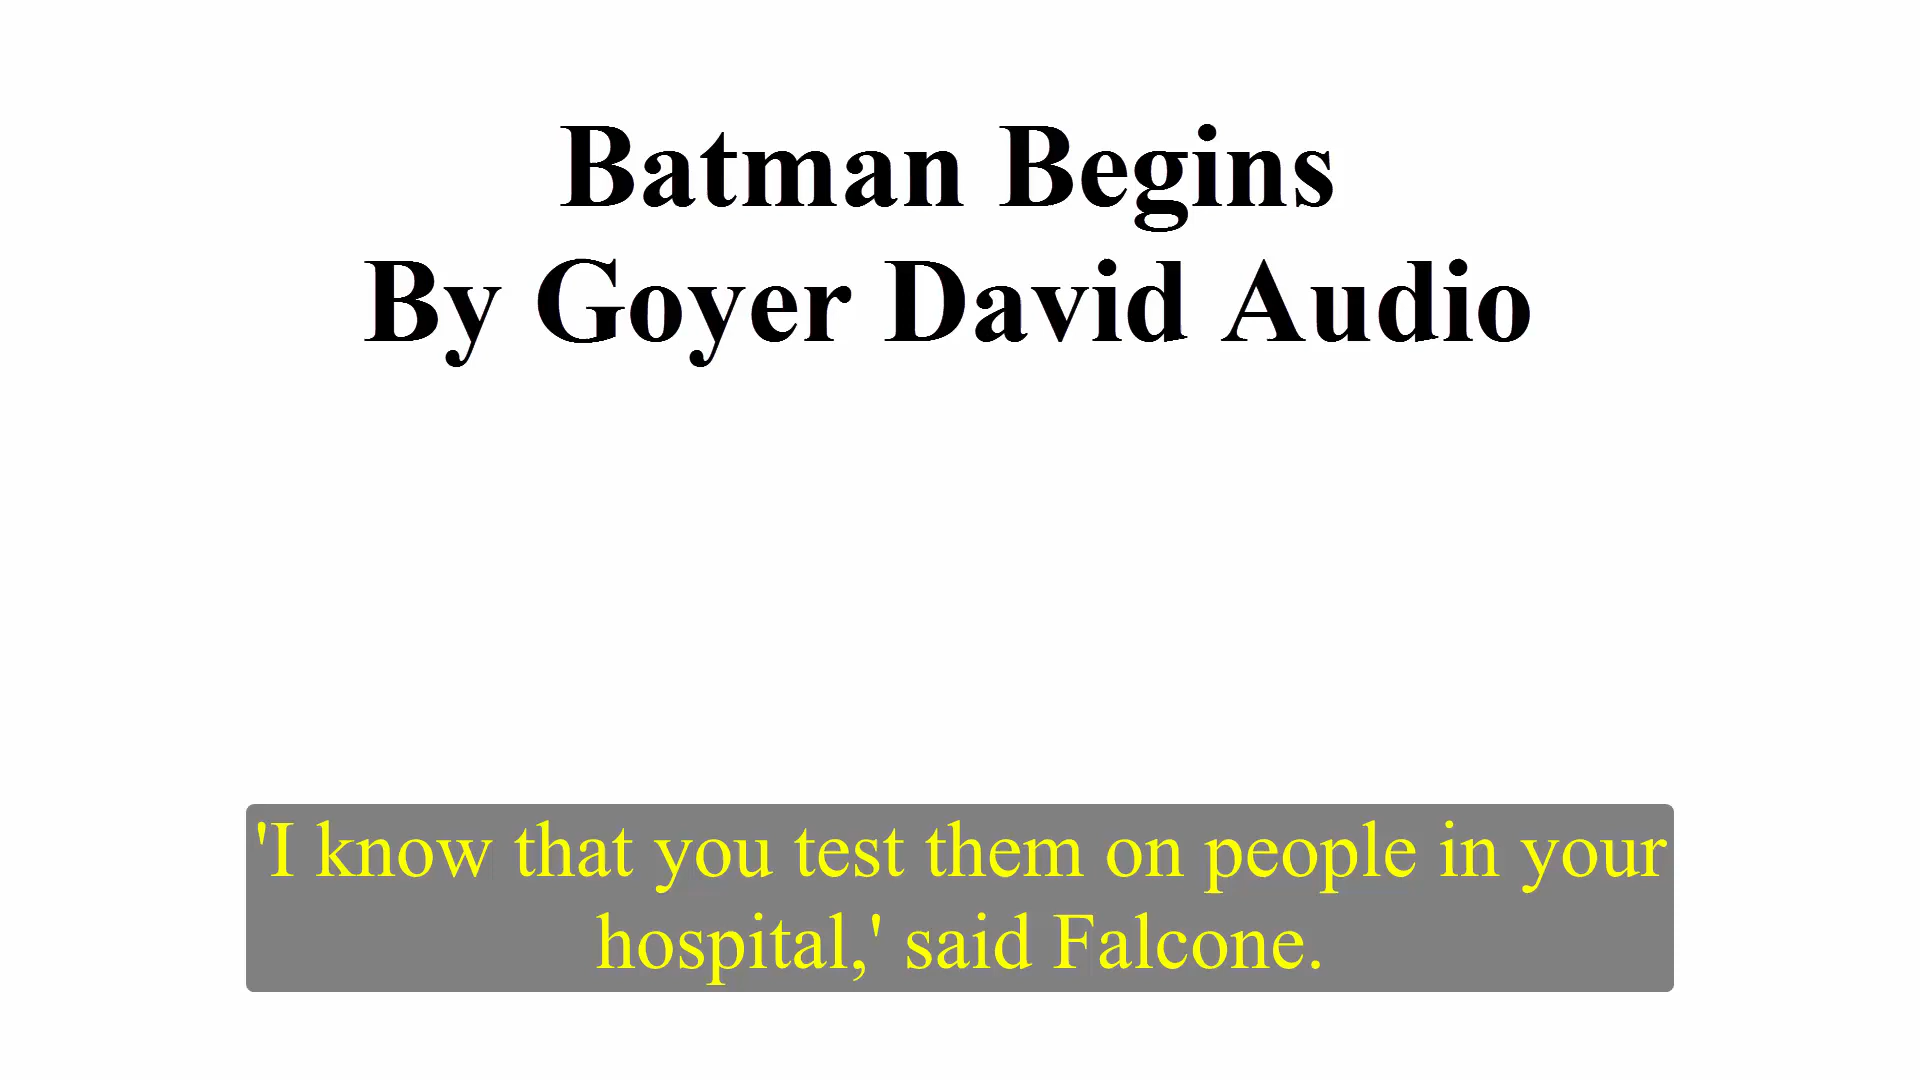 Batman Begins
By Goyer David Audio
'I know that you test them on people in your
hospital,' said Falcone.